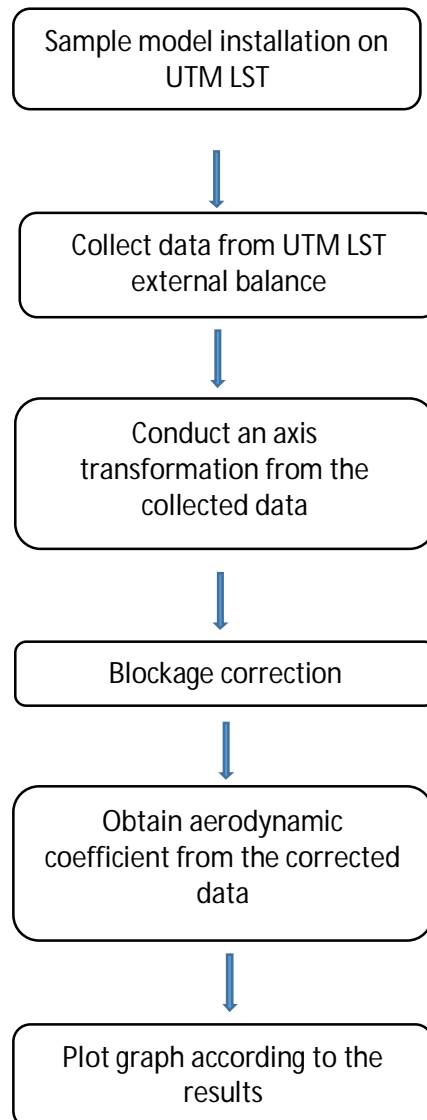 Sample model installation on
UTM LST
Collect data from UTM LST
external balance
Conduct an axis
transformation from the
collected data
Blockage correction
Obtain aerodynamic
coefficient from the corrected
data
Plot graph according to the
results